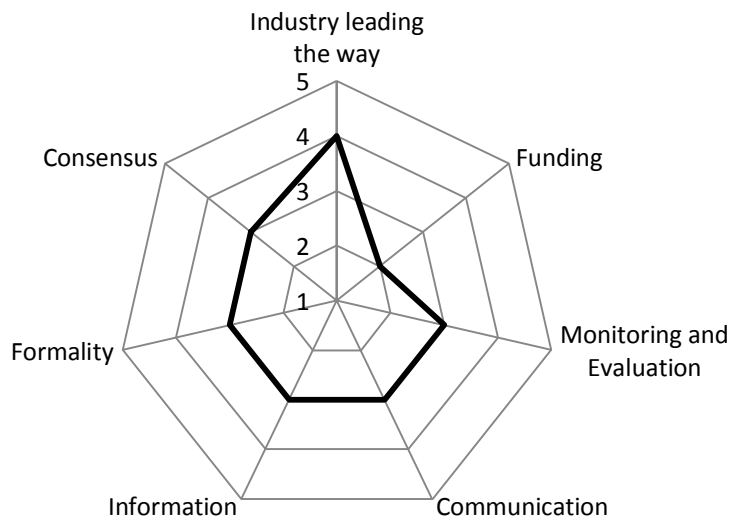 Industry leading
the way
5
4
3
2
1
Consensus
Funding
Formality
Monitoring and
Evaluation
Information
Communication